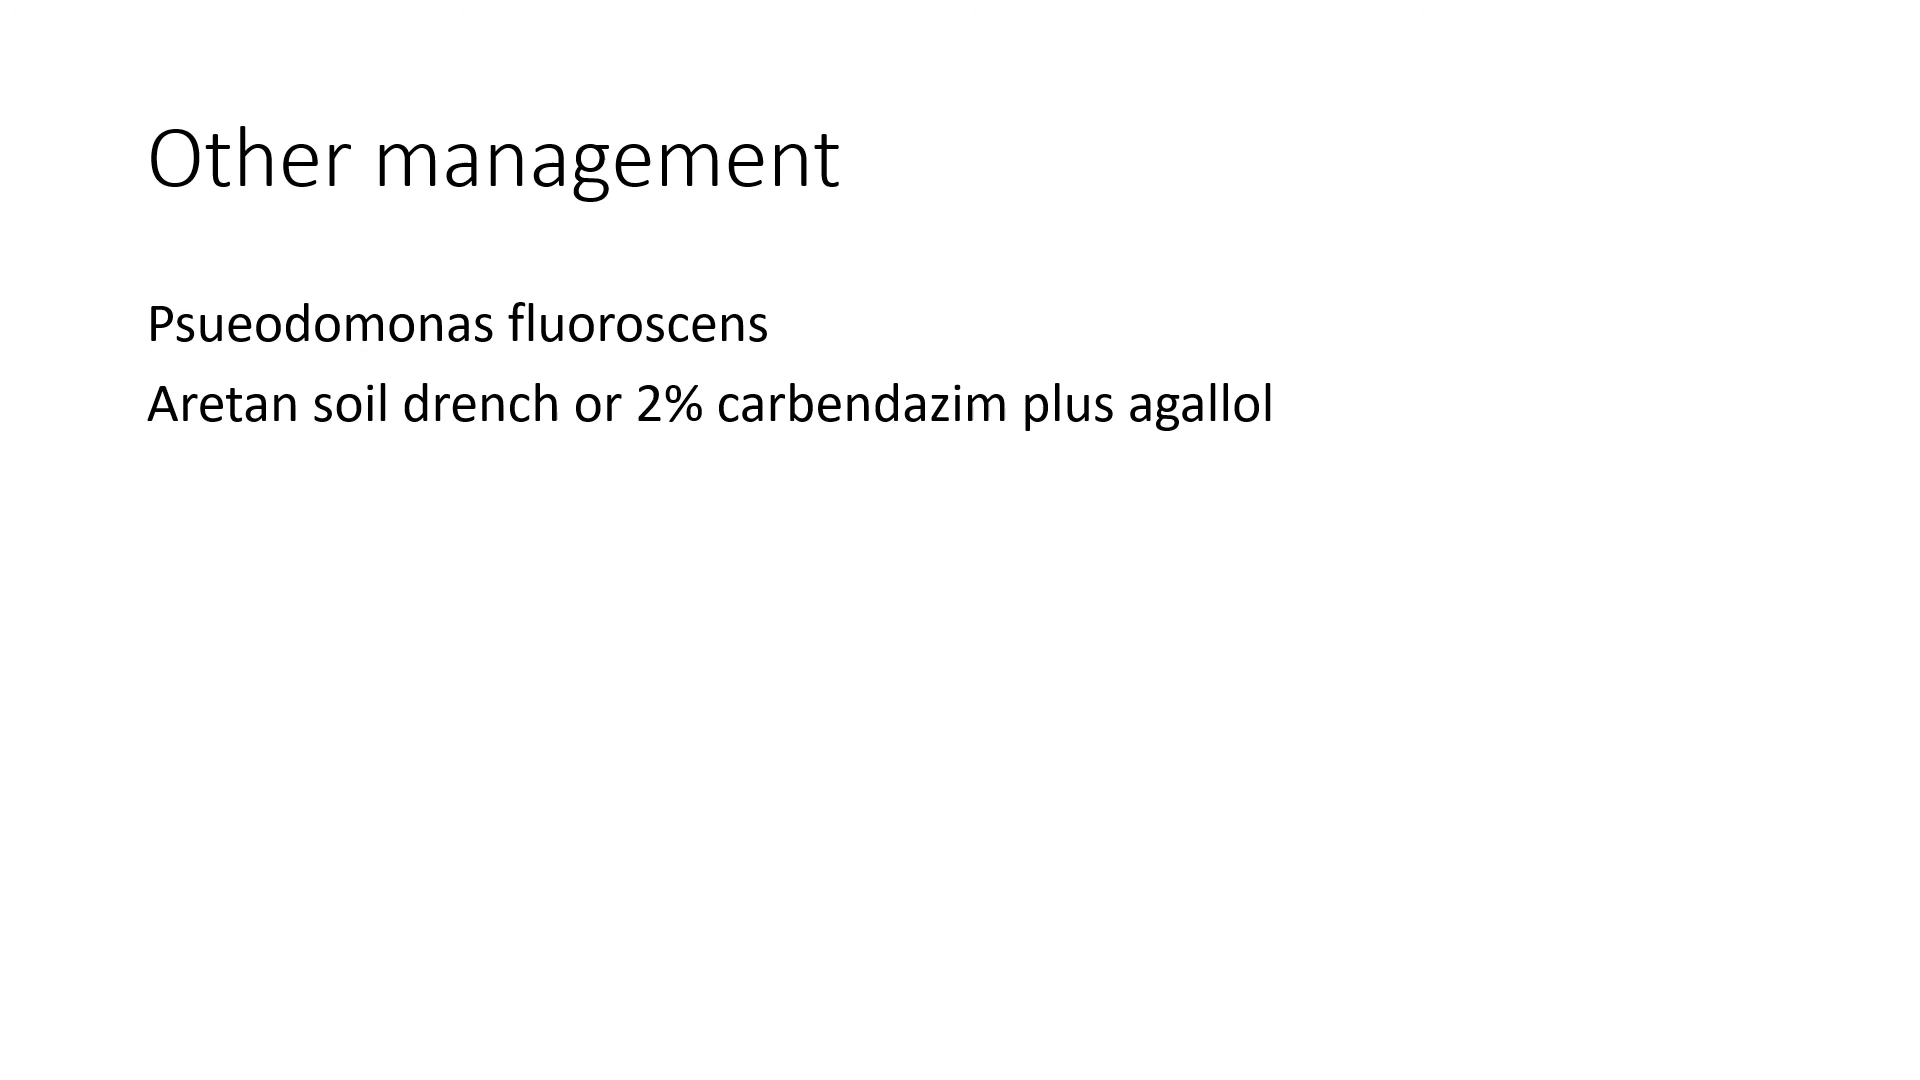 Other management
Psueodomonas fluoroscens
Aretan soil drench or 2% carbendazim plus agallol